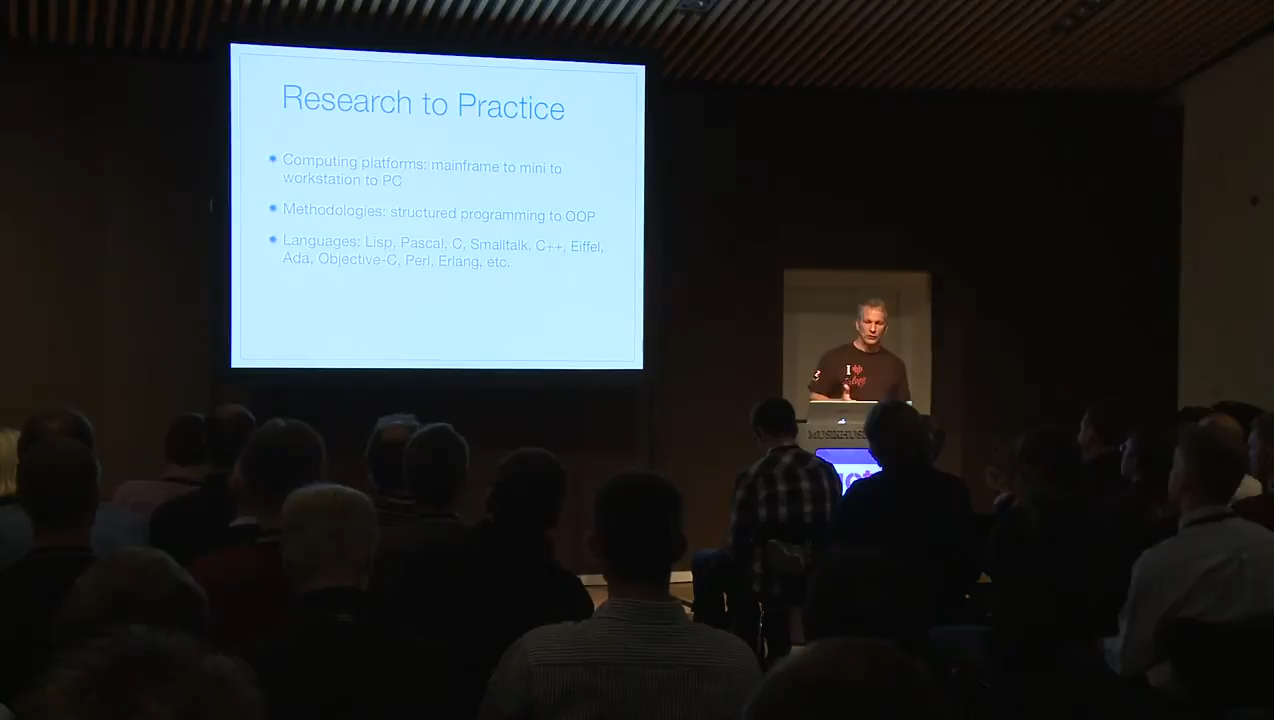 Research to Practice
Computing platforms: mainframe to mini to
workstation to PC
Methodologies: structured programming to OOP
Languages: Lisp, Pascal, C, Smalltalk, C++, Eiffel,
Ada, Objective-C, Perl, Erlang, etc.
I
Erlang